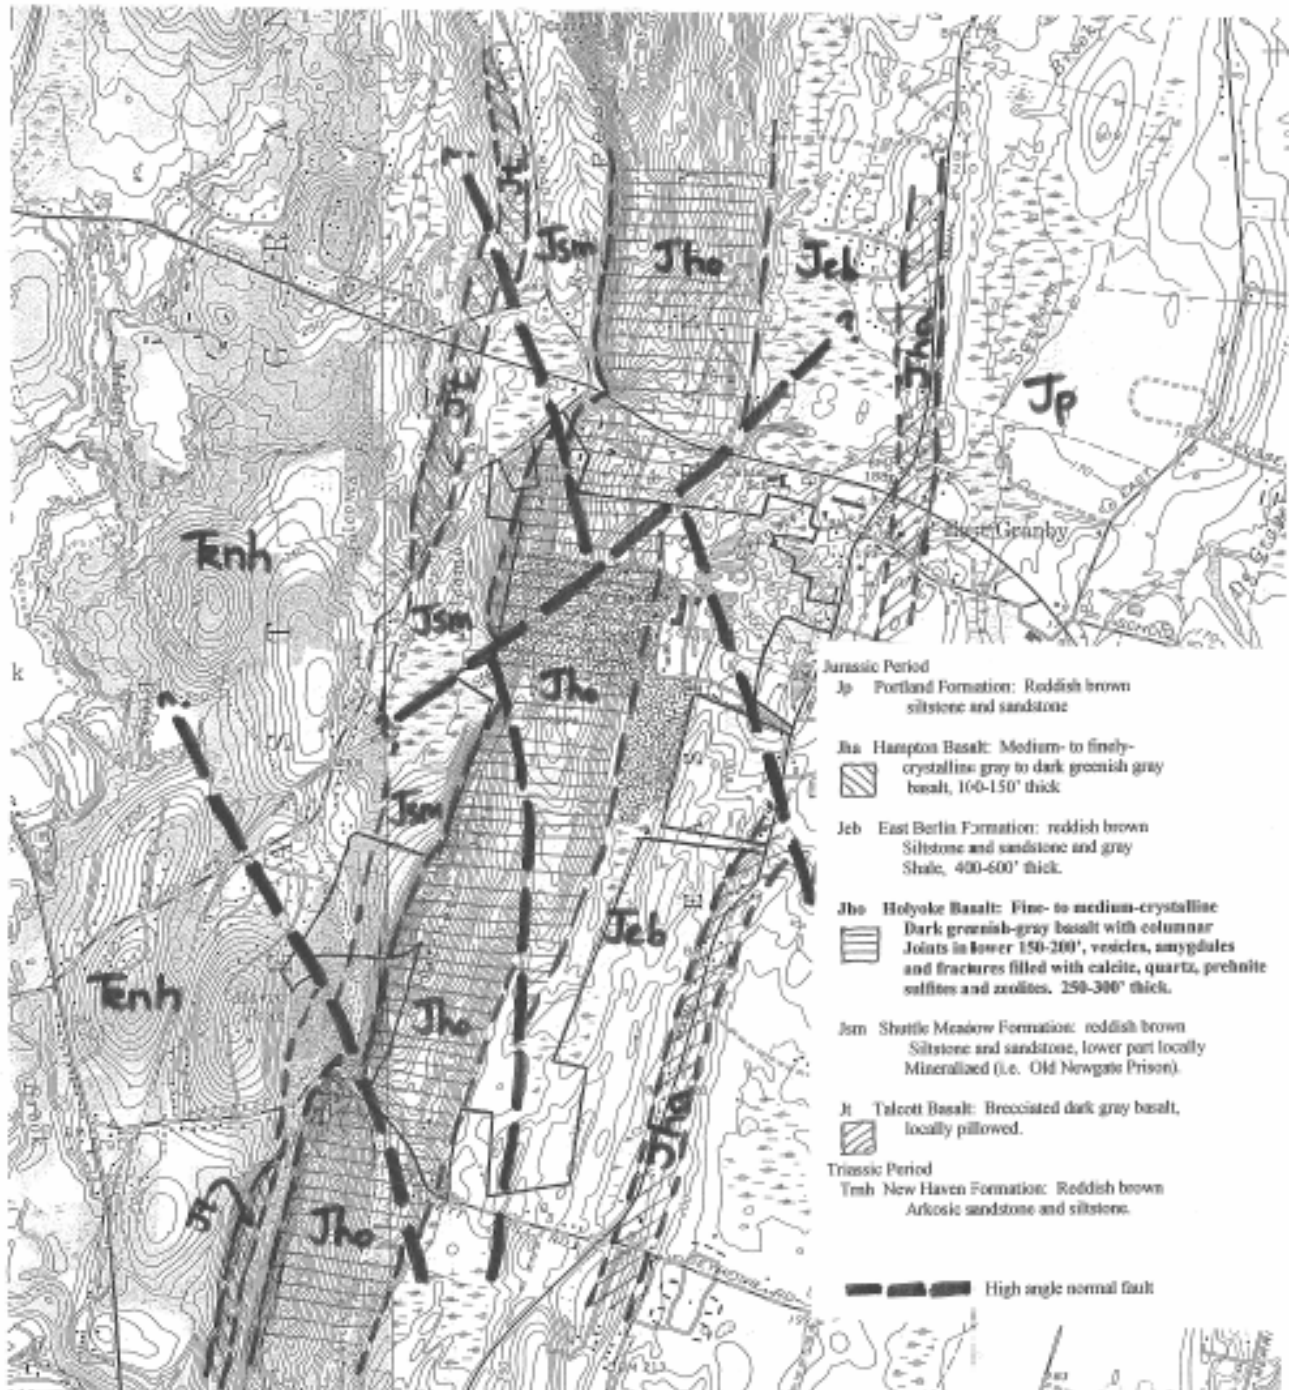 Jt
Jsm
Jho
Jeb
Jha
Jp
Brook
Jt
Trnh
East Granby
Jsm
Jho
Jsm
Jeb
Trnh
Jho
Jha
Jt
Jho
Jurassic Period
Jp Portland Formation: Reddish brown
siltstone and sandstone
Jha Hampton Basalt: Medium- to finely-
crystalline gray to dark greenish gray
basalt, 100-150' thick
Jeb East Berlin Formation: reddish brown
Siltstone and sandstone and gray
Shale, 400-600' thick.
Jho Holyoke Basalt: Fine- to medium-crystalline
Dark greenish-gray basalt with columnar
Joints in lower 150-200', vesicles, amygdules
and fractures filled with calcite, quartz, prehnite
sulfites and zeolites. 250-300' thick.
Jsm Shuttle Meadow Formation: reddish brown
Siltstone and sandstone, lower part locally
Mineralized (i.e. Old Newgate Prison).
Jt Talcott Basalt: Brecciated dark gray basalt,
locally pillowed.
Triassic Period
Trnh New Haven Formation: Reddish brown
Arkosic sandstone and siltstone.
High angle normal fault